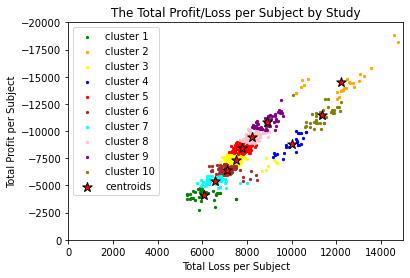 The Total Profit/Loss per Subject by Study
Total Profit per Subject
−20000
−17500
−15000
−12500
−10000
−7500
−5000
−2500
0
cluster 1
cluster 2
cluster 3
cluster 4
cluster 5
cluster 6
cluster 7
cluster 8
cluster 9
cluster 10
centroids
0 2000 4000 6000 8000 10000 12000 14000
Total Loss per Subject